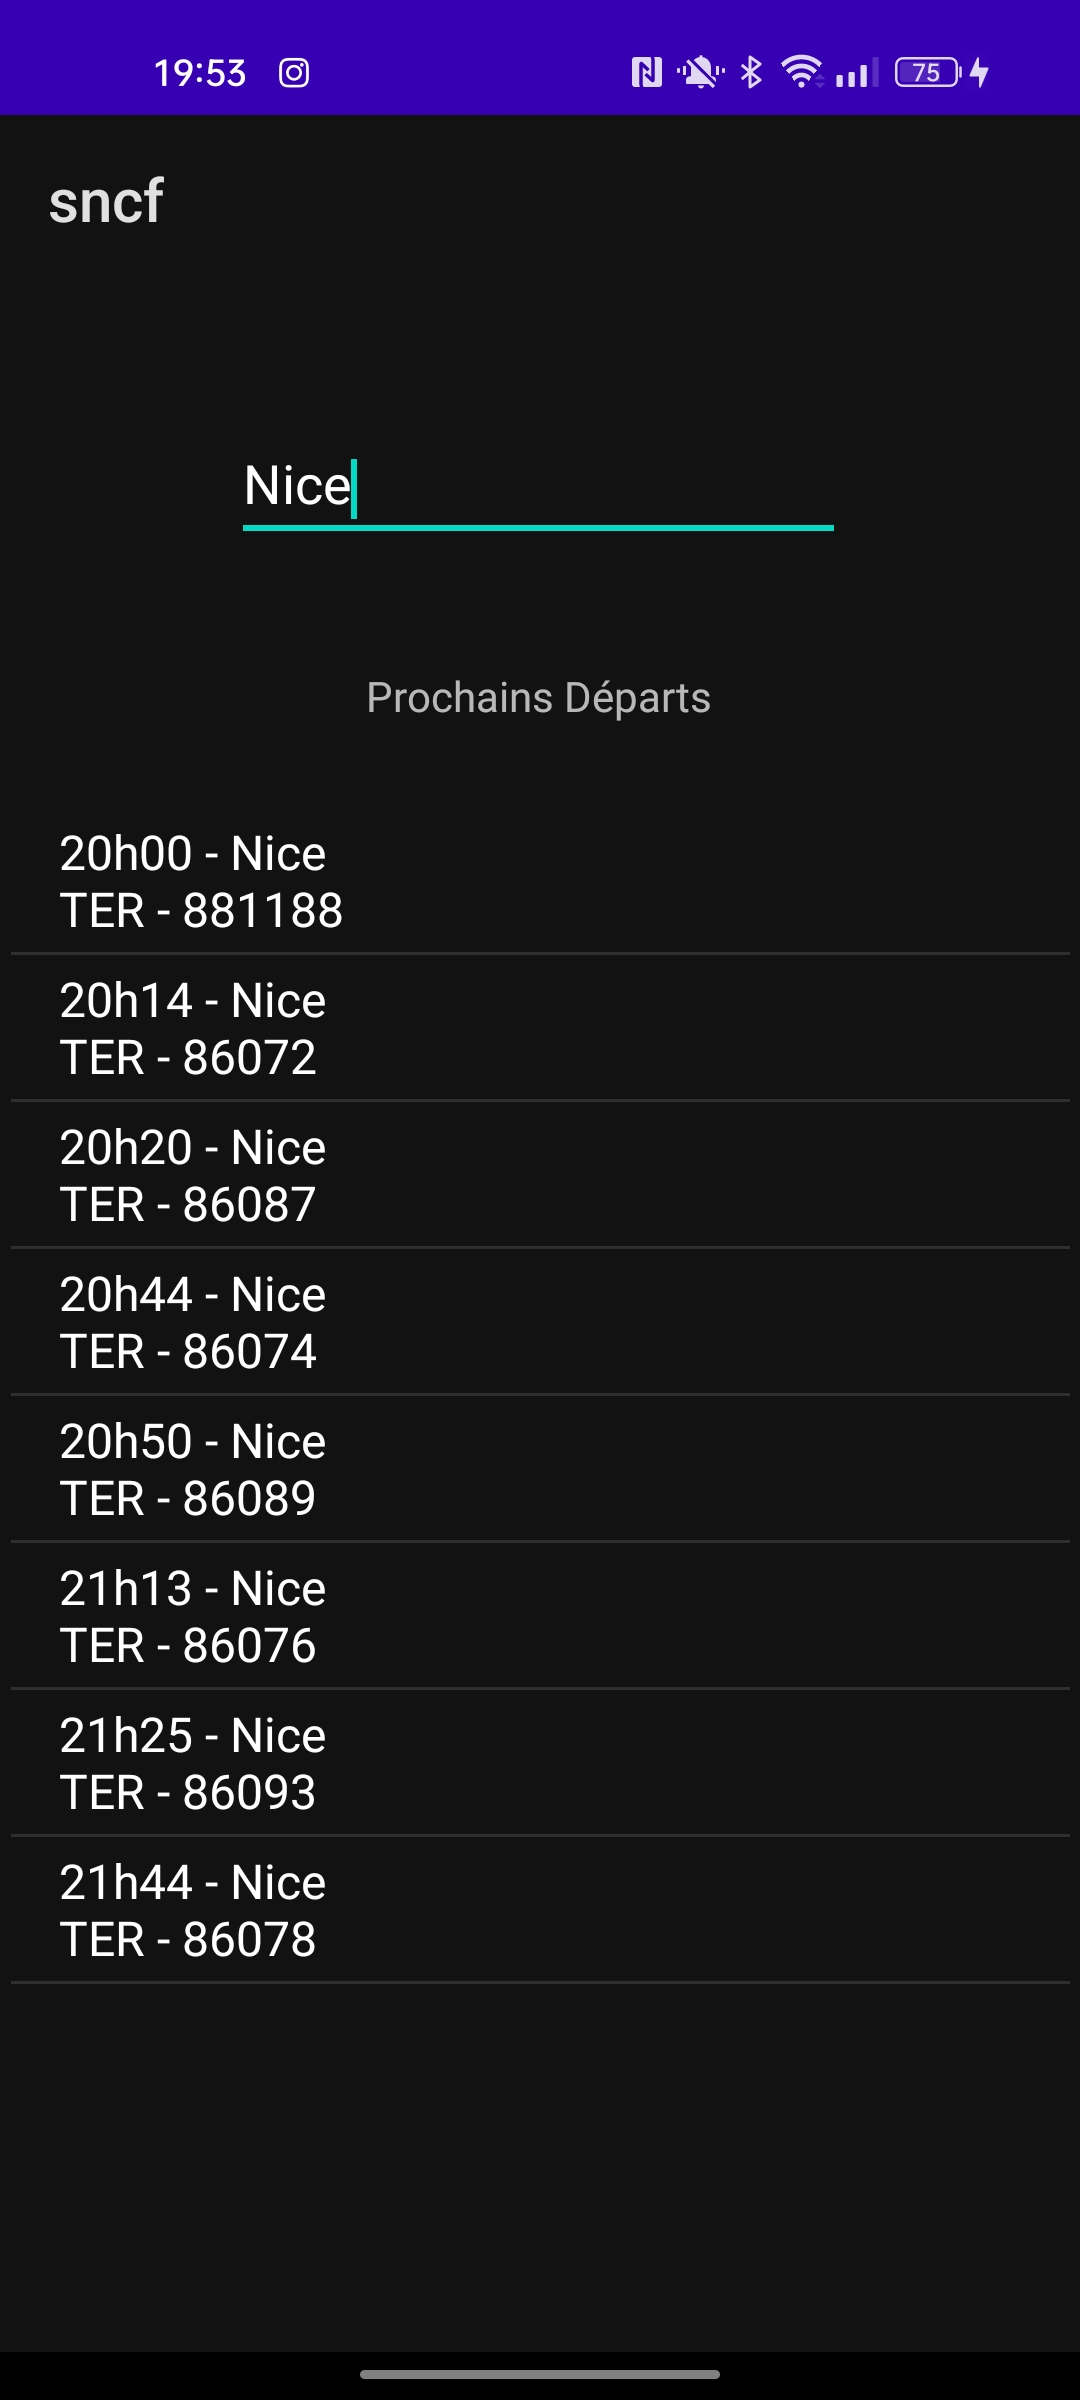 19:53
75
sncf
Nice
Prochains Départs
20h00 - Nice
TER - 881188
20h14 - Nice
TER - 86072
20h20 - Nice
TER - 86087
20h44 - Nice
TER - 86074
20h50 - Nice
TER - 86089
21h13 - Nice
TER - 86076
21h25 - Nice
TER - 86093
21h44 - Nice
TER - 86078